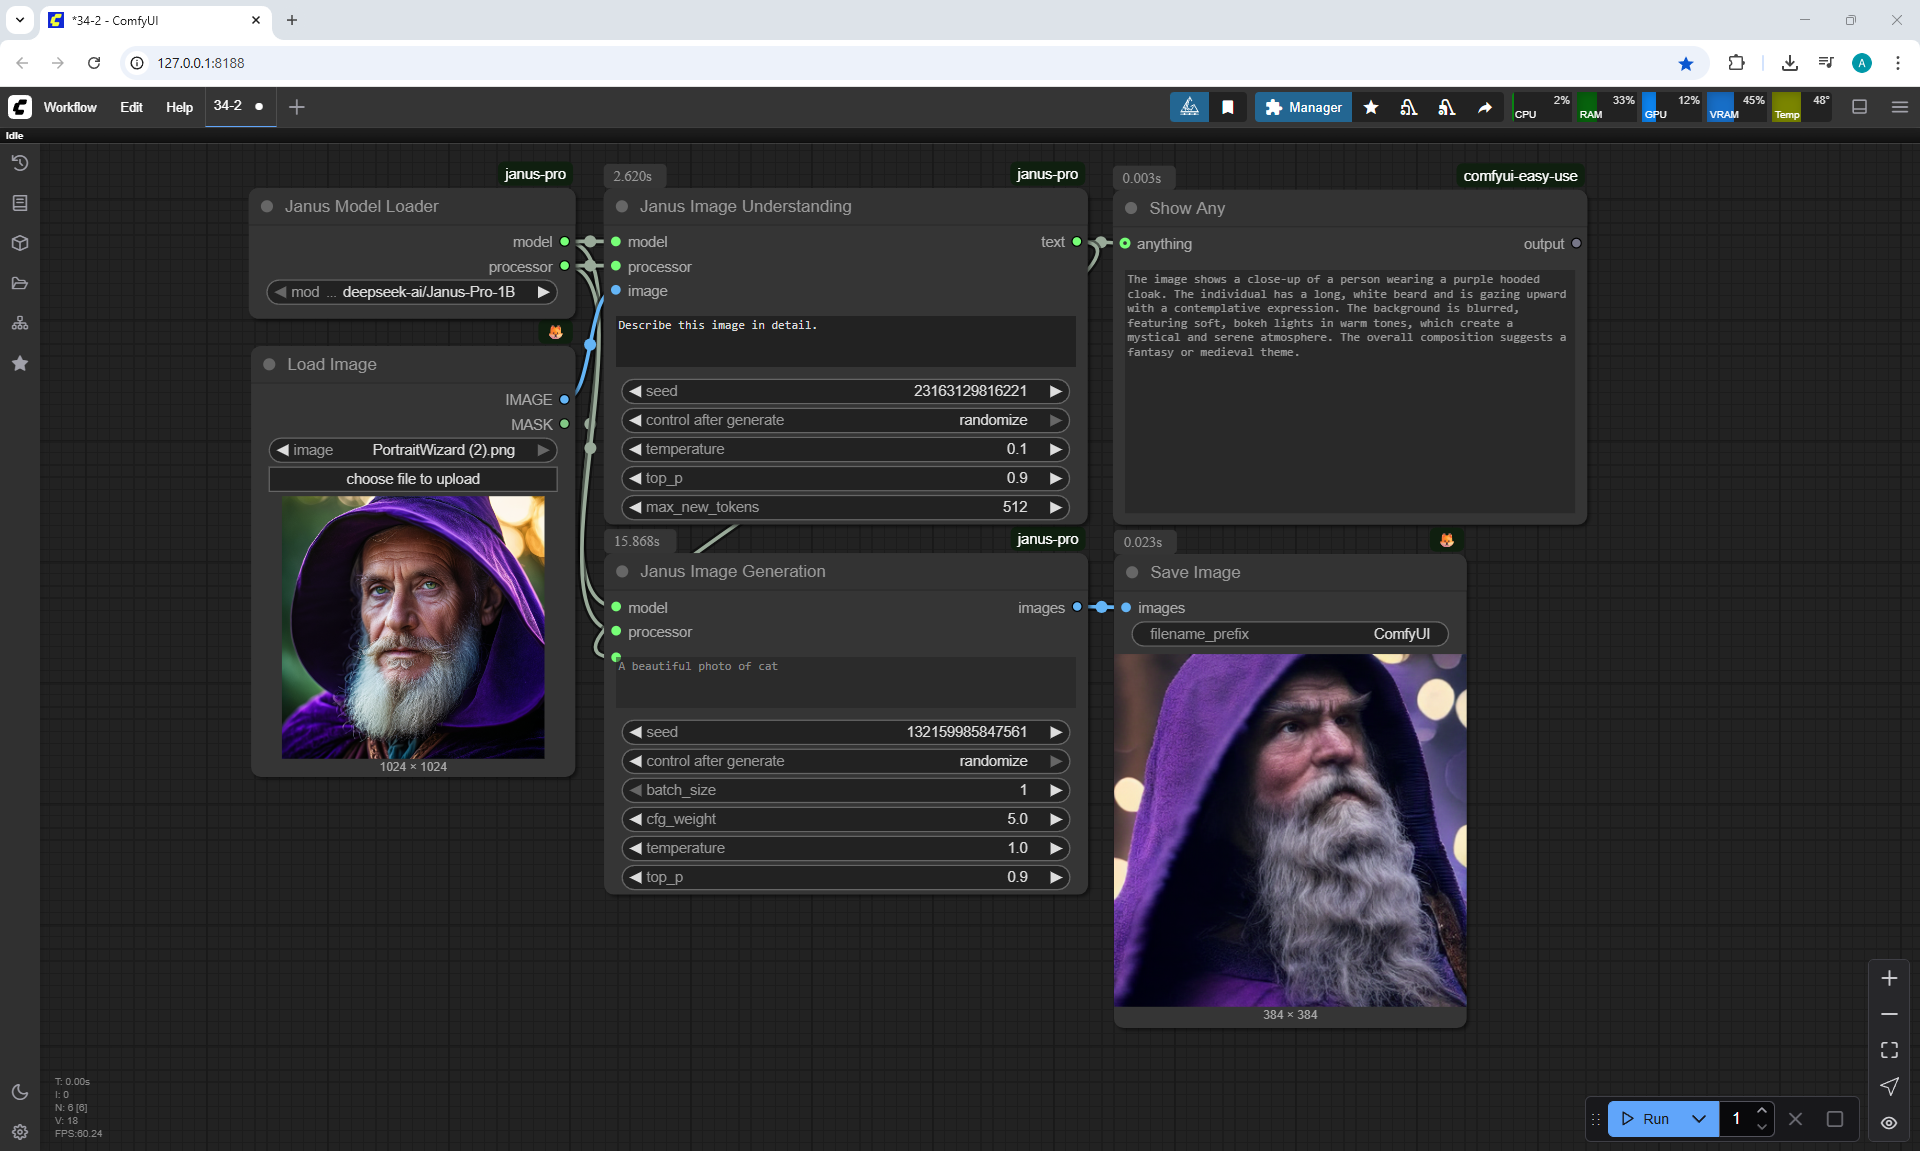 *34-2 - ComfyUI
127.0.0.1:8188
Workflow Edit Help 34-2
Manager
CPU 2% RAM 33% GPU 12% VRAM 45% Temp 48°
Idle
janus-pro
Janus Model Loader
model
processor
mod ... deepseek-ai/Janus-Pro-1B
Load Image
IMAGE
MASK
image PortraitWizard (2).png
choose file to upload
1024 × 1024
2.620s
janus-pro
Janus Image Understanding
model text
processor
image
Describe this image in detail.
seed 23163129816221
control after generate randomize
temperature 0.1
top_p 0.9
max_new_tokens 512
0.003s
comfyui-easy-use
Show Any
anything output
The image shows a close-up of a person wearing a purple hooded
cloak. The individual has a long, white beard and is gazing upward
with a contemplative expression. The background is blurred,
featuring soft, bokeh lights in warm tones, which create a
mystical and serene atmosphere. The overall composition suggests a
fantasy or medieval theme.
15.868s
janus-pro
Janus Image Generation
model images
processor
A beautiful photo of cat
seed 132159985847561
control after generate randomize
batch_size 1
cfg_weight 5.0
temperature 1.0
top_p 0.9
0.023s
Save Image
images
filename_prefix ComfyUI
384 × 384
T: 0.00s
I: 0
N: 6 [6]
V: 18
FPS:60.24
Run 1
A